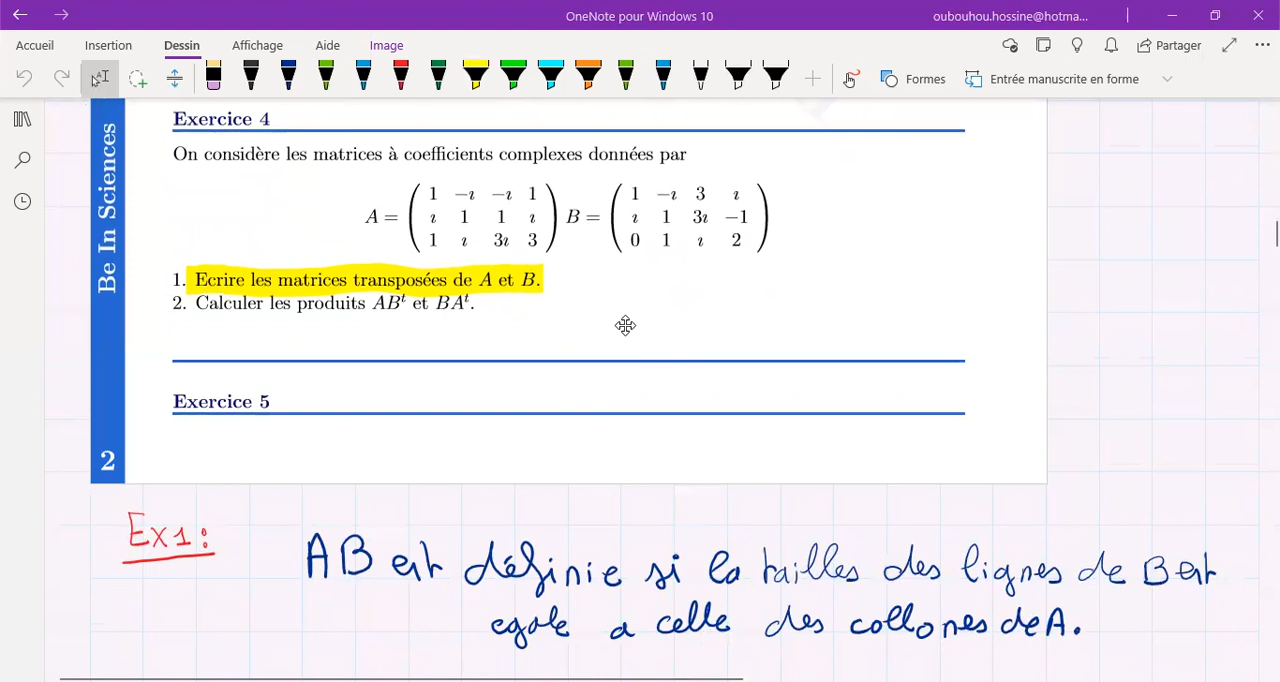 OneNote pour Windows 10
oubouhou.hossine@hotma...
Accueil Insertion Dessin Affichage Aide Image
Partager
Formes Entrée manuscrite en forme
Be In Sciences
Exercice 4
On considère les matrices à coefficients complexes données par
A = ( 1 −ı −ı 1 ) B = ( 1 −ı 3 ı )
( ı 1 1 ı ) ( ı 1 3ı −1 )
( 1 ı 3ı 3 ) ( 0 1 ı 2 )
1. Ecrire les matrices transposées de A et B.
2. Calculer les produits ABᵗ et BAᵗ.
Exercice 5
2
Ex1:
AB est définie si la tailles des lignes de B est
egale a celle des collones de A.